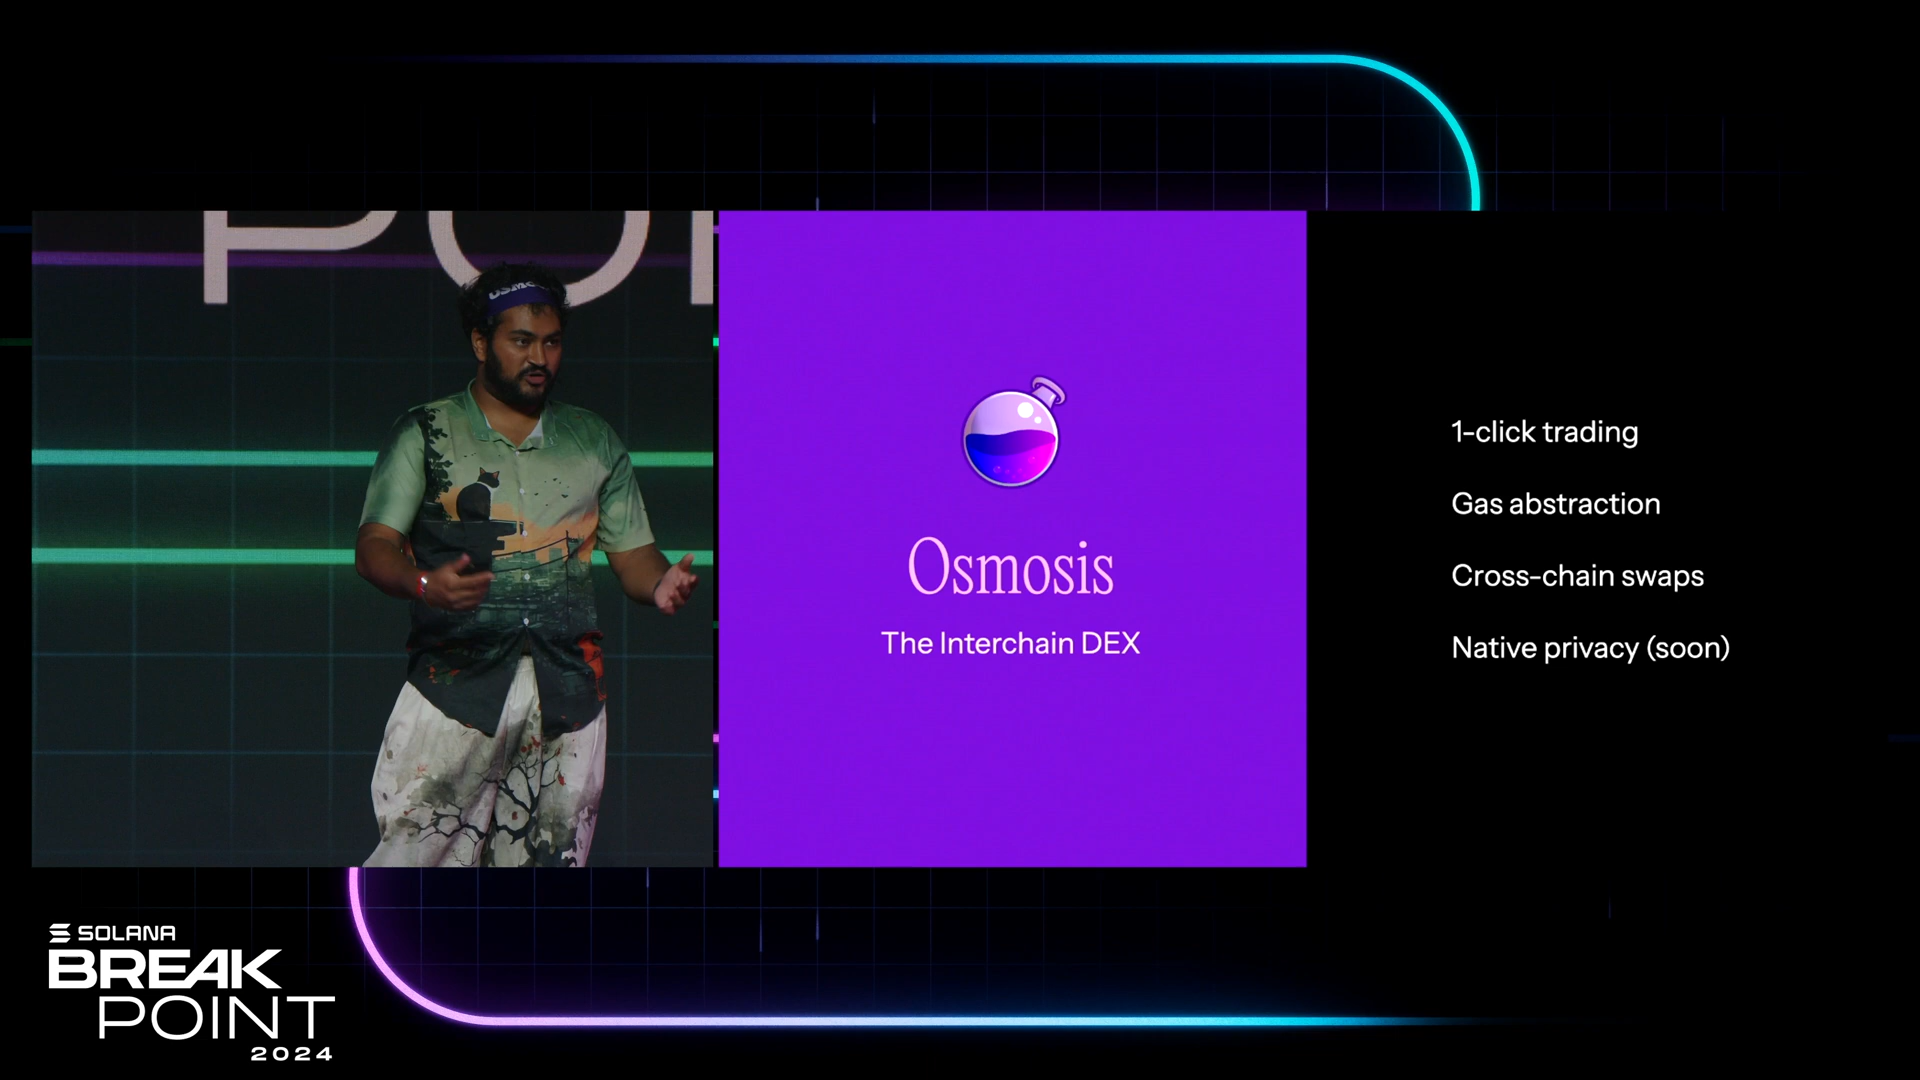 Osmosis
The Interchain DEX
1-click trading
Gas abstraction
Cross-chain swaps
Native privacy (soon)
SOLANA
BREAK
POINT
2024